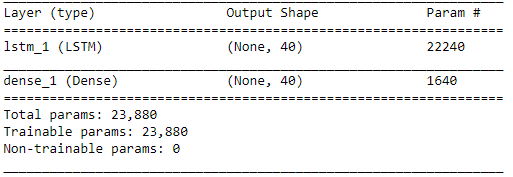 Layer (type) Output Shape Param #
=================================================================
lstm_1 (LSTM) (None, 40) 22240
_________________________________________________________________
dense_1 (Dense) (None, 40) 1640
=================================================================
Total params: 23,880
Trainable params: 23,880
Non-trainable params: 0
_________________________________________________________________